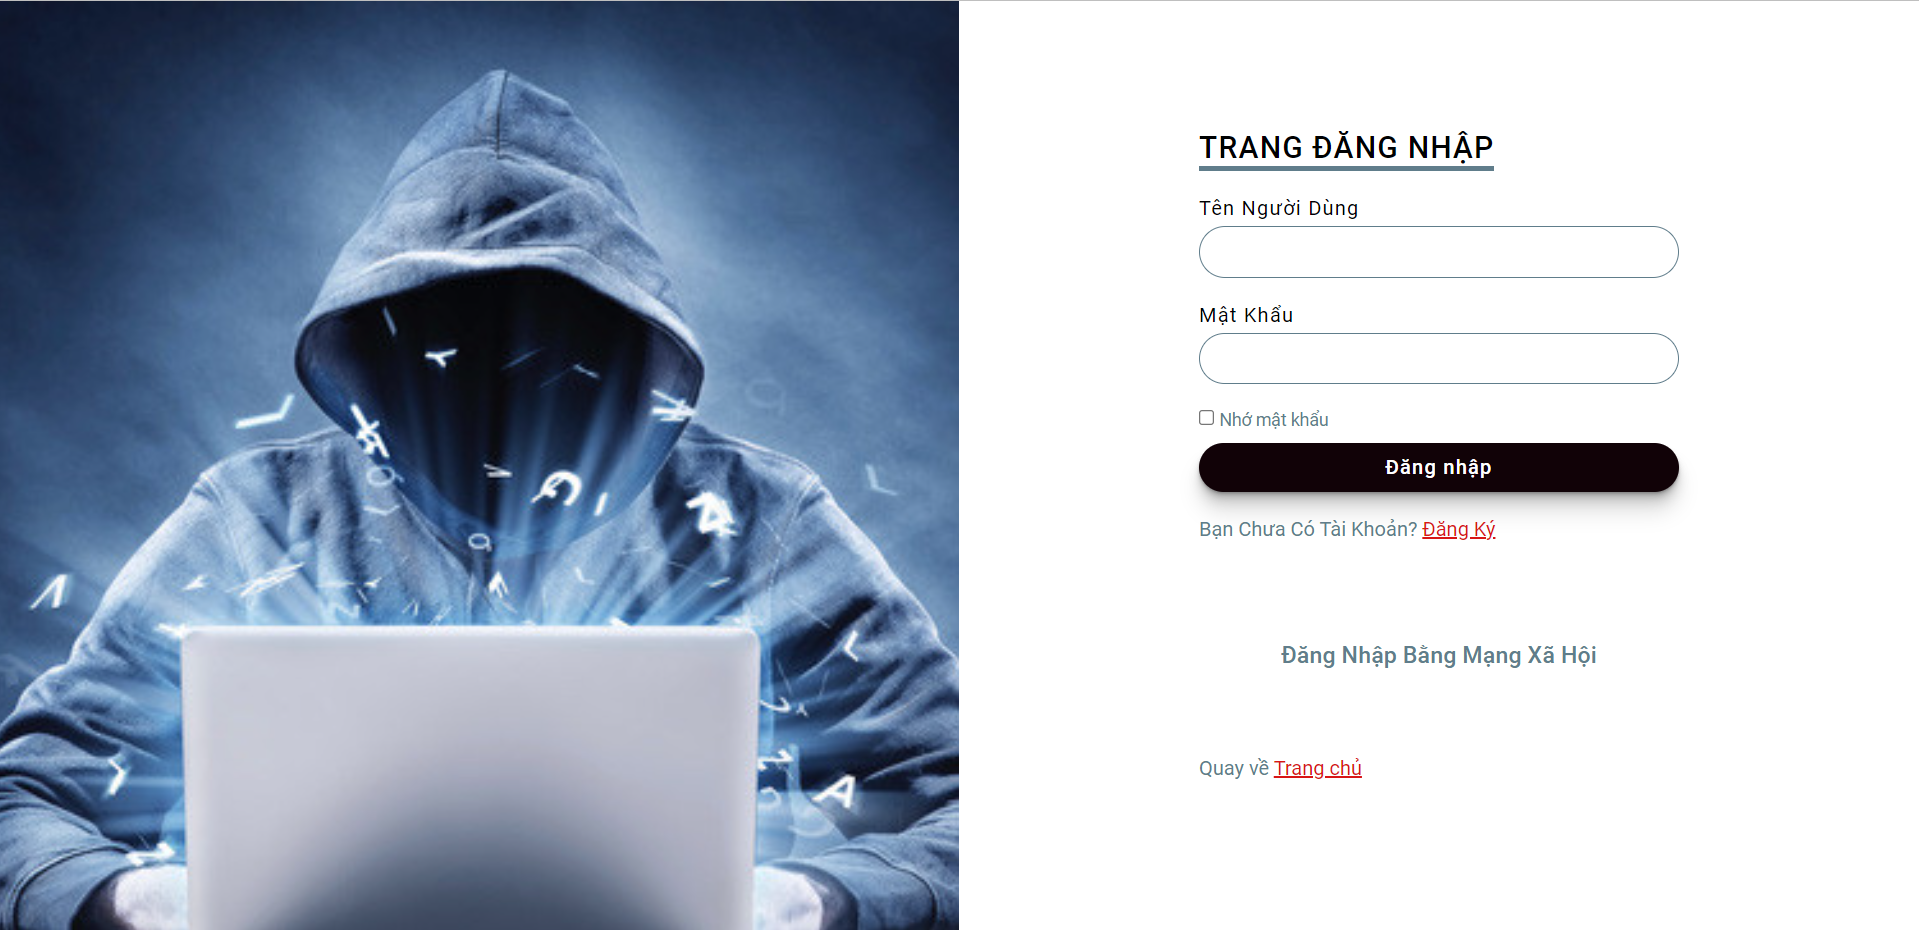 TRANG ĐĂNG NHẬP
Tên Người Dùng
Mật Khẩu
Nhớ mật khẩu
Đăng nhập
Bạn Chưa Có Tài Khoản? Đăng Ký
Đăng Nhập Bằng Mạng Xã Hội
Quay về Trang chủ